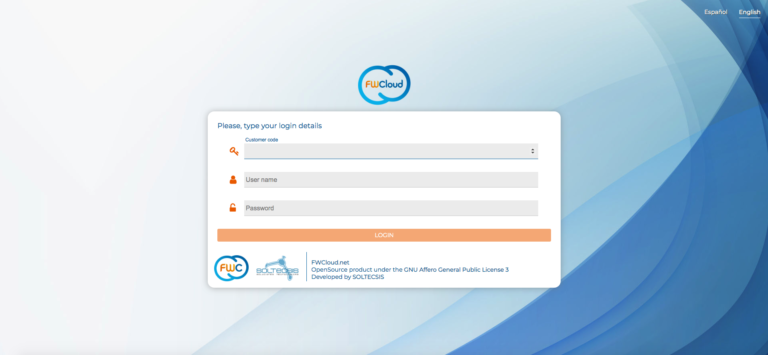 Español English
FWCloud
Please, type your login details
Customer code
User name
Password
LOGIN
FWC
SOLTECSIS
FWCloud.net
OpenSource product under the GNU Affero General Public License 3
Developed by SOLTECSIS